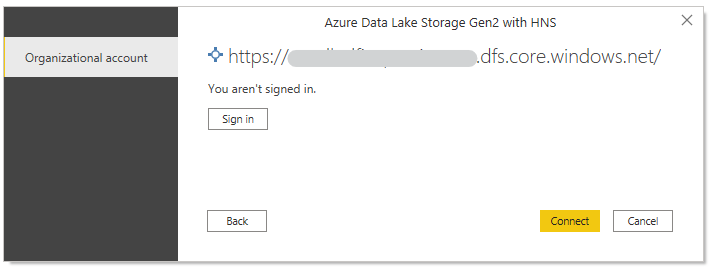 Azure Data Lake Storage Gen2 with HNS
Organizational account
https:// .dfs.core.windows.net/
You aren't signed in.
Sign in
Back
Connect
Cancel